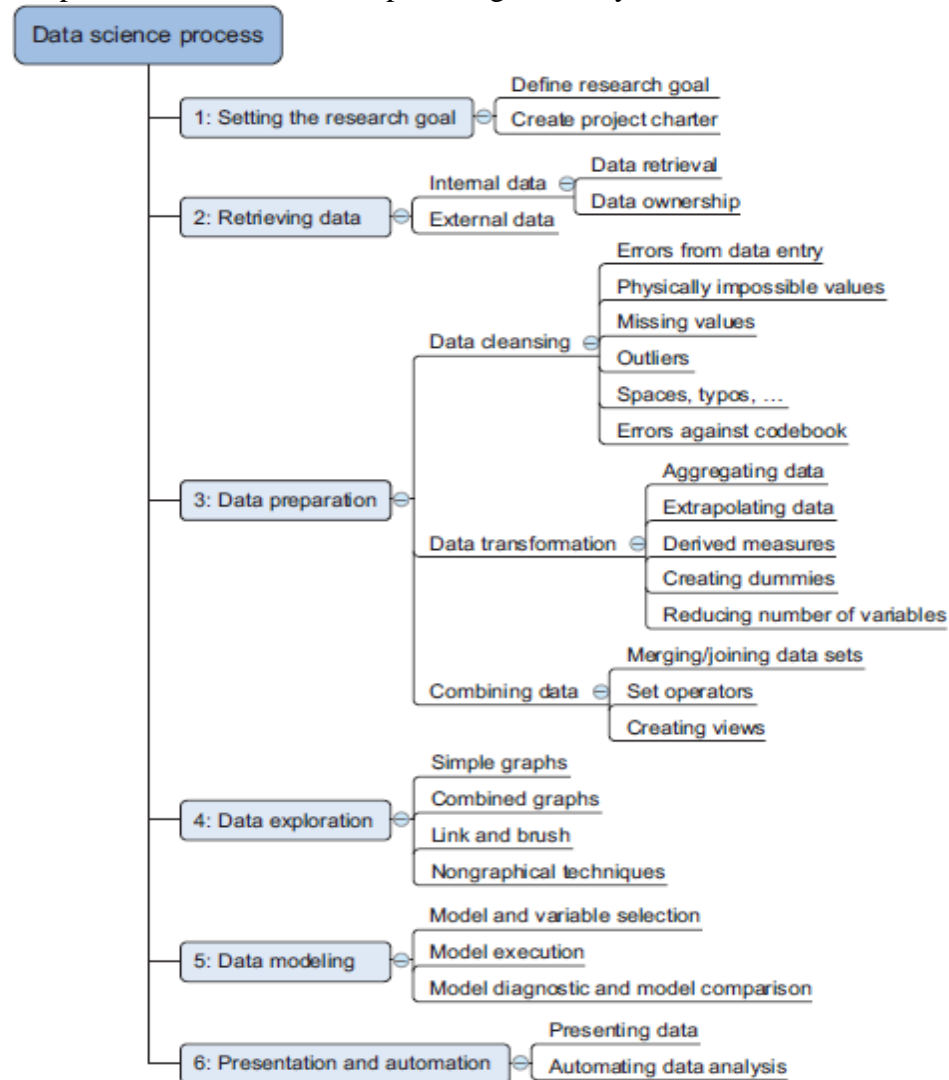 Data science process
1: Setting the research goal
Define research goal
Create project charter
2: Retrieving data
Internal data
Data retrieval
Data ownership
External data
3: Data preparation
Data cleansing
Errors from data entry
Physically impossible values
Missing values
Outliers
Spaces, typos, …
Errors against codebook
Data transformation
Aggregating data
Extrapolating data
Derived measures
Creating dummies
Reducing number of variables
Combining data
Merging/joining data sets
Set operators
Creating views
4: Data exploration
Simple graphs
Combined graphs
Link and brush
Nongraphical techniques
5: Data modeling
Model and variable selection
Model execution
Model diagnostic and model comparison
6: Presentation and automation
Presenting data
Automating data analysis